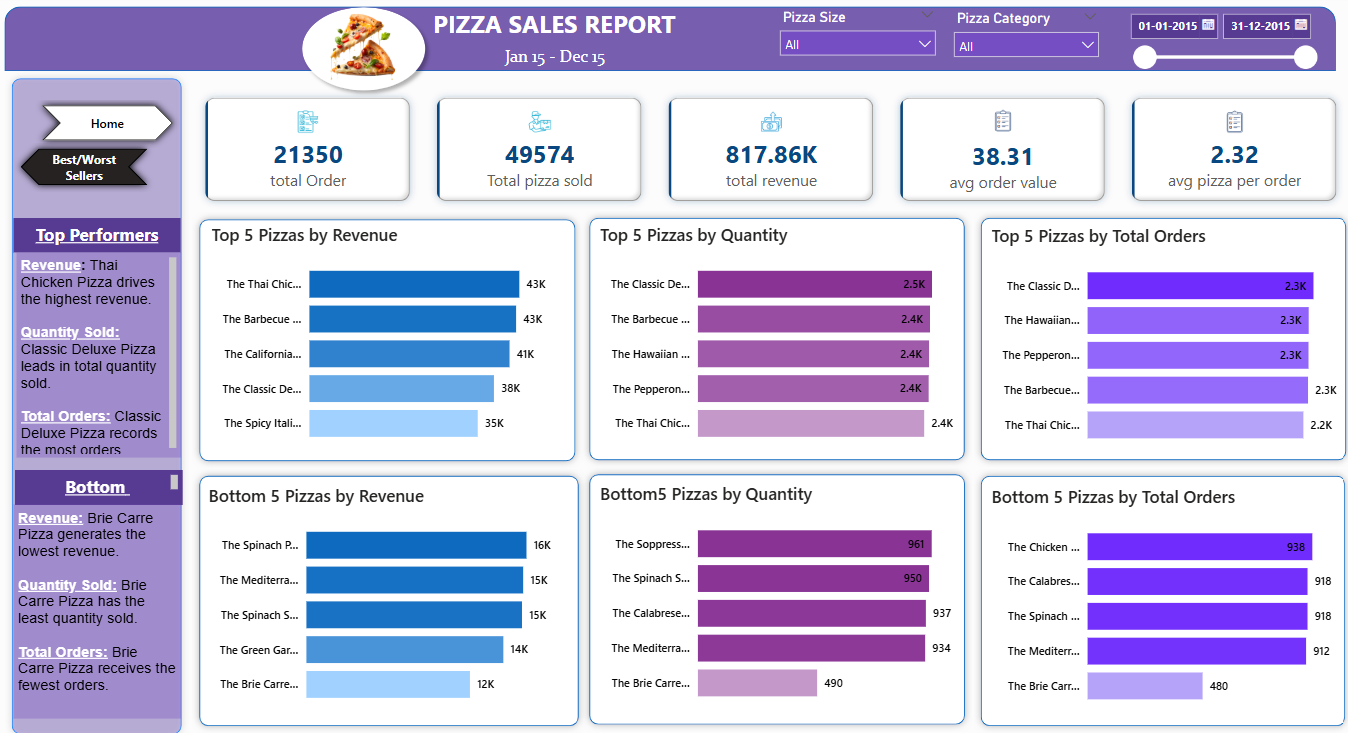 PIZZA SALES REPORT
Jan 15 - Dec 15
Pizza Size
All
Pizza Category
All
01-01-2015
31-12-2015
Home
Best/Worst
Sellers
21350
total Order
49574
Total pizza sold
817.86K
total revenue
38.31
avg order value
2.32
avg pizza per order
Top Performers
Revenue: Thai
Chicken Pizza drives
the highest revenue.
Quantity Sold:
Classic Deluxe Pizza
leads in total quantity
sold.
Total Orders: Classic
Deluxe Pizza records
the most orders
Bottom
Revenue: Brie Carre
Pizza generates the
lowest revenue.
Quantity Sold: Brie
Carre Pizza has the
least quantity sold.
Total Orders: Brie
Carre Pizza receives the
fewest orders.
Top 5 Pizzas by Revenue
The Thai Chic... 43K
The Barbecue ... 43K
The California... 41K
The Classic De... 38K
The Spicy Itali... 35K
Top 5 Pizzas by Quantity
The Classic De... 2.5K
The Barbecue ... 2.4K
The Hawaiian ... 2.4K
The Pepperon... 2.4K
The Thai Chic... 2.4K
Top 5 Pizzas by Total Orders
The Classic D... 2.3K
The Hawaiian... 2.3K
The Pepperon... 2.3K
The Barbecue... 2.3K
The Thai Chic... 2.2K
Bottom 5 Pizzas by Revenue
The Spinach P... 16K
The Mediterra... 15K
The Spinach S... 15K
The Green Gar... 14K
The Brie Carre... 12K
Bottom5 Pizzas by Quantity
The Soppress... 961
The Spinach S... 950
The Calabrese... 937
The Mediterra... 934
The Brie Carre... 490
Bottom 5 Pizzas by Total Orders
The Chicken ... 938
The Calabres... 918
The Spinach ... 918
The Mediterr... 912
The Brie Carr... 480